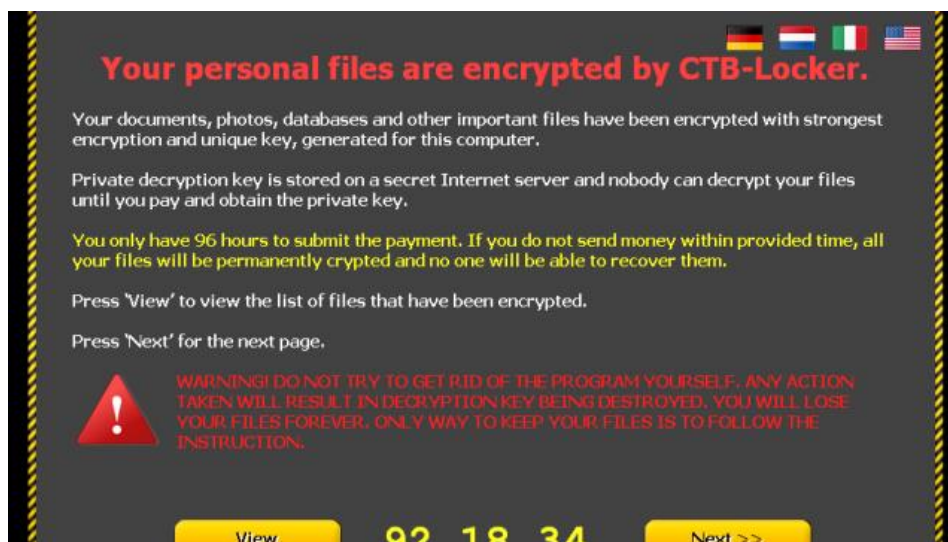 Your personal files are encrypted by CTB-Locker.
Your documents, photos, databases and other important files have been encrypted with strongest
encryption and unique key, generated for this computer.
Private decryption key is stored on a secret Internet server and nobody can decrypt your files
until you pay and obtain the private key.
You only have 96 hours to submit the payment. If you do not send money within provided time, all
your files will be permanently crypted and no one will be able to recover them.
Press 'View' to view the list of files that have been encrypted.
Press 'Next' for the next page.
WARNING! DO NOT TRY TO GET RID OF THE PROGRAM YOURSELF. ANY ACTION
TAKEN WILL RESULT IN DECRYPTION KEY BEING DESTROYED. YOU WILL LOSE
YOUR FILES FOREVER. ONLY WAY TO KEEP YOUR FILES IS TO FOLLOW THE
INSTRUCTION.
View 92 18 34 Next >>